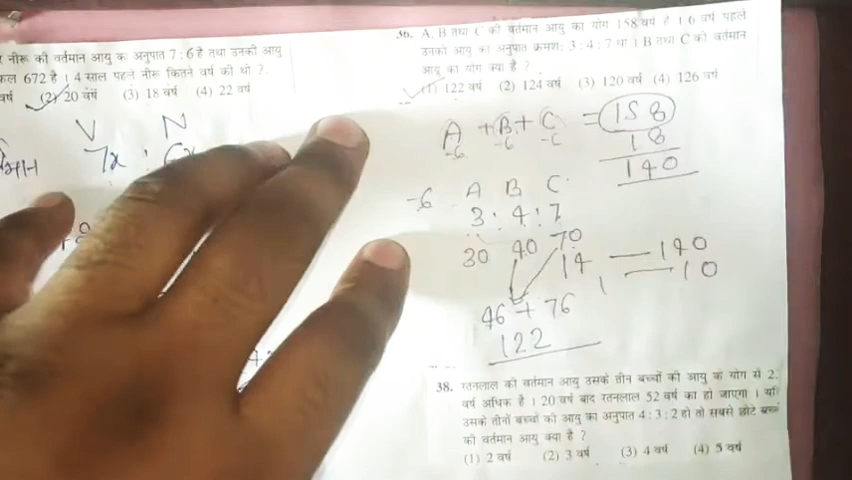 नीरू की वर्तमान आयु का अनुपात 7 : 6 है तथा उनकी आयु
672 है । 4 साल पहले नीरू कितने वर्ष की थी ?
वर्ष (2) 20 वर्ष (3) 18 वर्ष (4) 22 वर्ष
V N
7x :
36. A, B तथा C की वर्तमान आयु का योग 158 वर्ष है । 6 वर्ष पहले
उनकी आयु का अनुपात क्रमशः 3 : 4 : 7 था । B तथा C की वर्तमान
आयु का योग क्या है ?
(1) 122 वर्ष (2) 124 वर्ष (3) 120 वर्ष (4) 126 वर्ष
A + B + C = 158
-6 -6 -6 18
140
-6 A B C
3 : 4 : 7
30 40 70
14 — 140
1 — 10
46 + 76
122
38. रतनलाल की वर्तमान आयु उसके तीन बच्चों की आयु के योग से 2
वर्ष अधिक है । 20 वर्ष बाद रतनलाल 52 वर्ष का हो जाएगा । यदि
उसके तीनों बच्चों की आयु का अनुपात 4 : 3 : 2 हो तो सबसे छोटे बच्चे
की वर्तमान आयु क्या है ?
(1) 2 वर्ष (2) 3 वर्ष (3) 4 वर्ष (4) 5 वर्ष